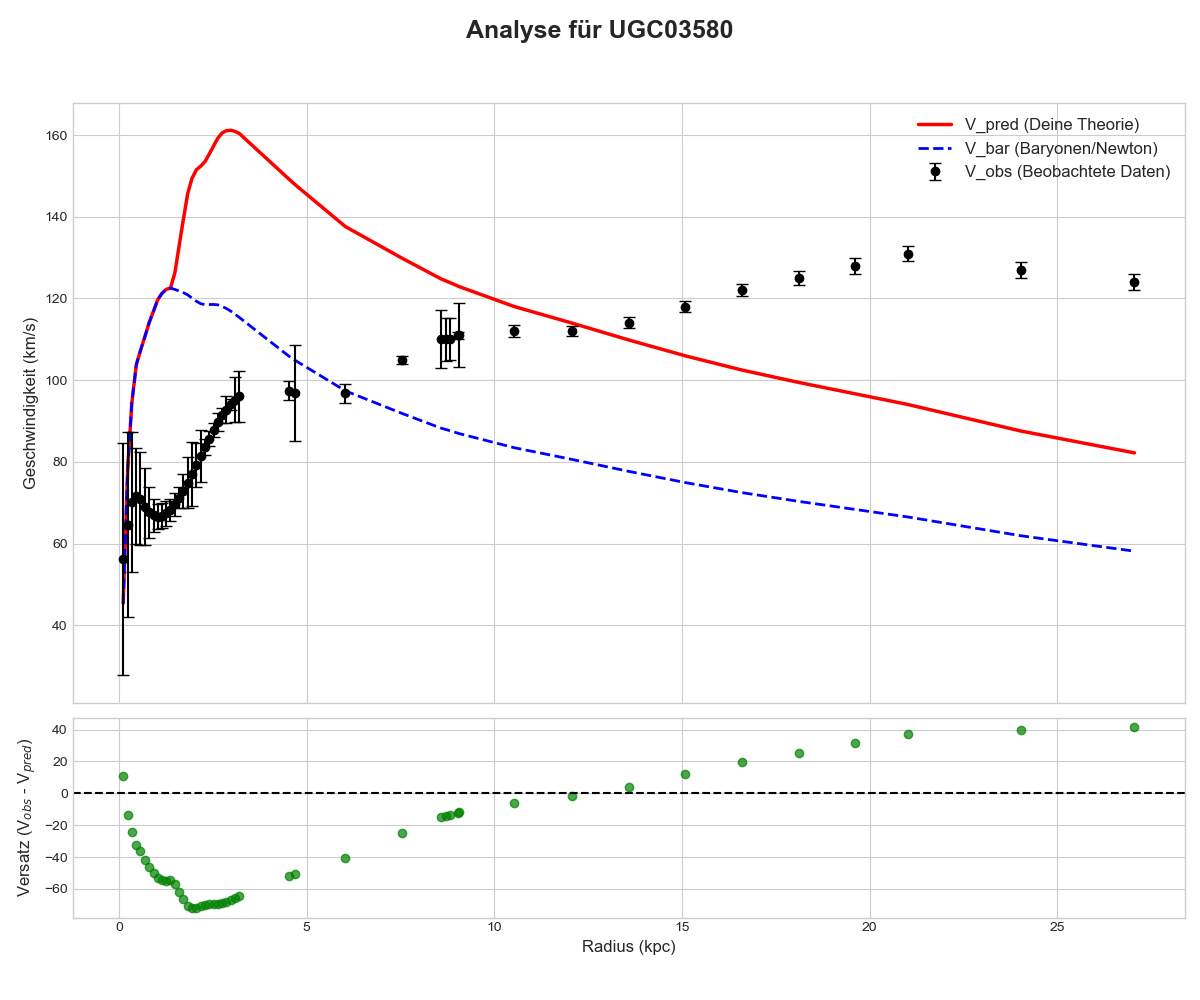 Analyse für UGC03580
V_pred (Deine Theorie)
V_bar (Baryonen/Newton)
V_obs (Beobachtete Daten)
Geschwindigkeit (km/s)
160
140
120
100
80
60
40
Versatz (V_obs - V_pred)
40
20
0
−20
−40
−60
0 5 10 15 20 25
Radius (kpc)